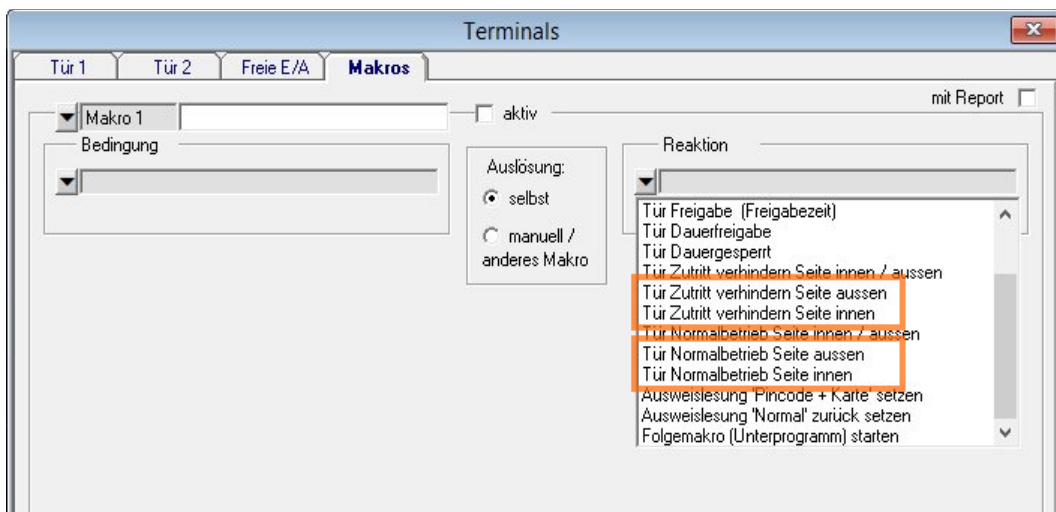 Terminals
Tür 1 Tür 2 Freie E/A Makros
mit Report
Makro 1 aktiv
Bedingung
Auslösung:
selbst
manuell /
anderes Makro
Reaktion
Tür Freigabe (Freigabezeit)
Tür Dauerfreigabe
Tür Dauergesperrt
Tür Zutritt verhindern Seite innen / aussen
Tür Zutritt verhindern Seite aussen
Tür Zutritt verhindern Seite innen
Tür Normalbetrieb Seite innen / aussen
Tür Normalbetrieb Seite aussen
Tür Normalbetrieb Seite innen
Ausweislesung 'Pincode + Karte' setzen
Ausweislesung 'Normal' zurück setzen
Folgemakro (Unterprogramm) starten